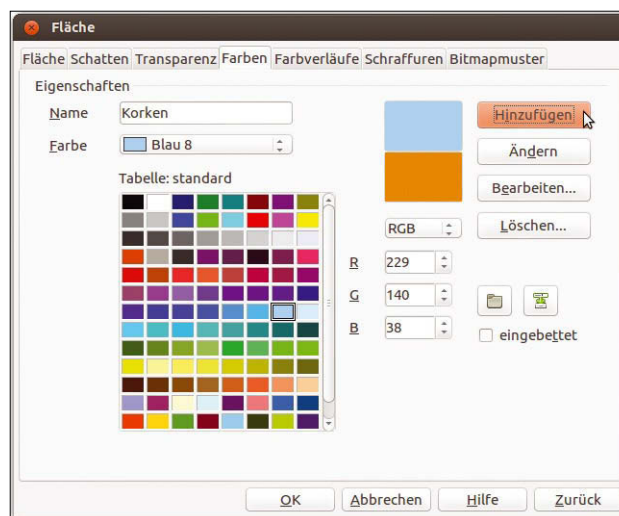 Fläche
Fläche Schatten Transparenz Farben Farbverläufe Schraffuren Bitmapmuster
Eigenschaften
Name Korken Hinzufügen
Farbe Blau 8 Ändern
Tabelle: standard Bearbeiten...
RGB Löschen...
R 229
G 140
B 38 eingebettet
OK Abbrechen Hilfe Zurück